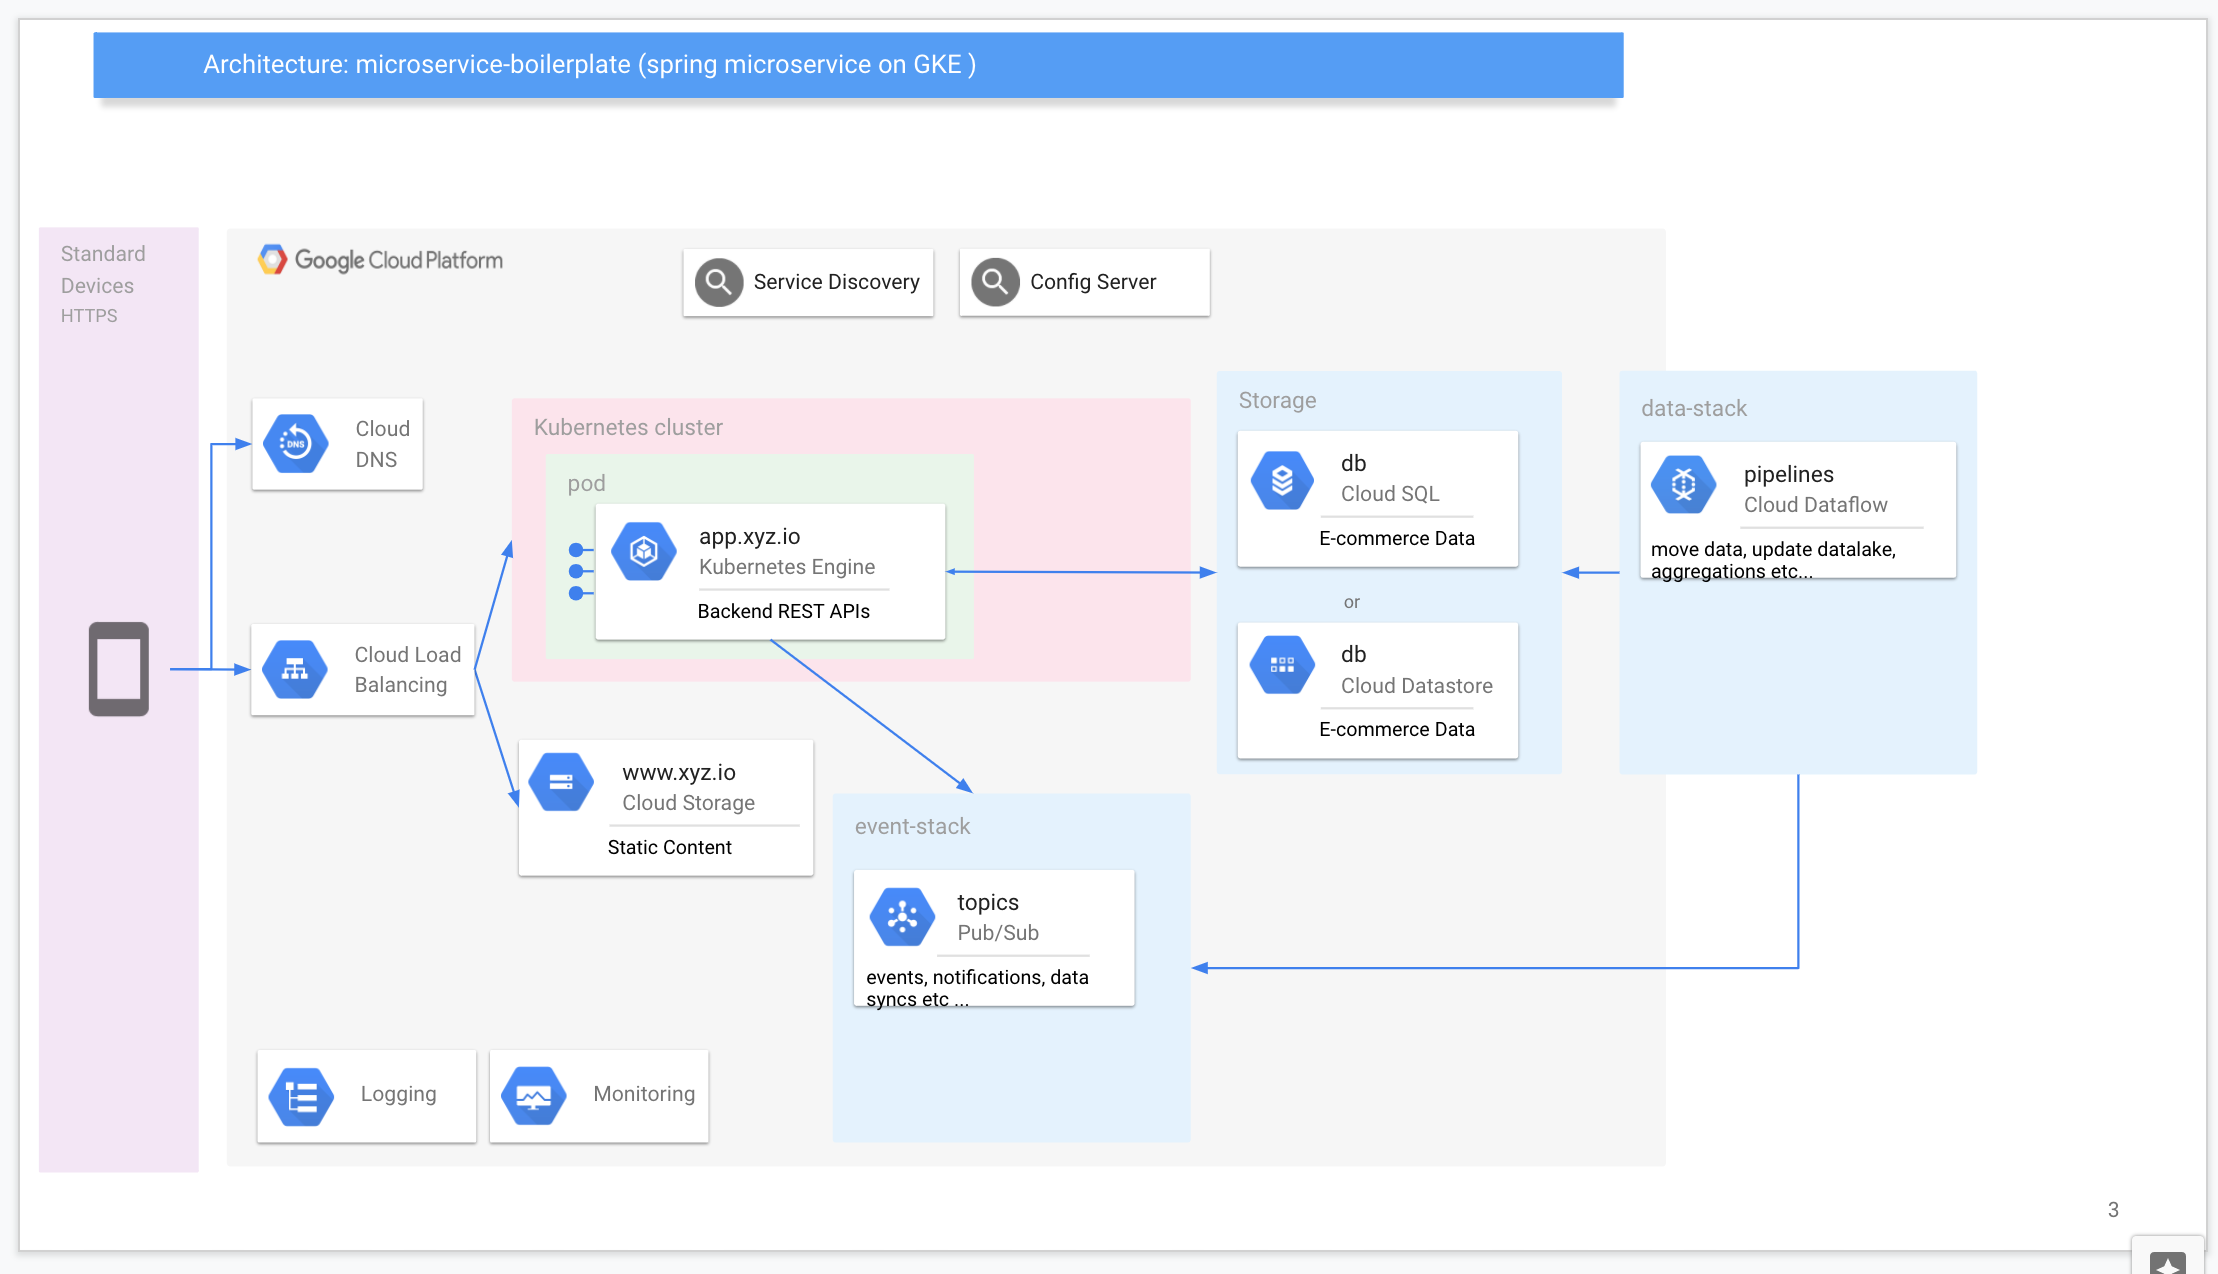 Architecture: microservice-boilerplate (spring microservice on GKE )
Standard
Devices
HTTPS
Google Cloud Platform
Service Discovery
Config Server
Cloud
DNS
DNS
Cloud Load
Balancing
Kubernetes cluster
pod
app.xyz.io
Kubernetes Engine
Backend REST APIs
www.xyz.io
Cloud Storage
Static Content
Storage
db
Cloud SQL
E-commerce Data
or
db
Cloud Datastore
E-commerce Data
data-stack
pipelines
Cloud Dataflow
move data, update datalake,
aggregations etc...
event-stack
topics
Pub/Sub
events, notifications, data
syncs etc ...
Logging
Monitoring
3